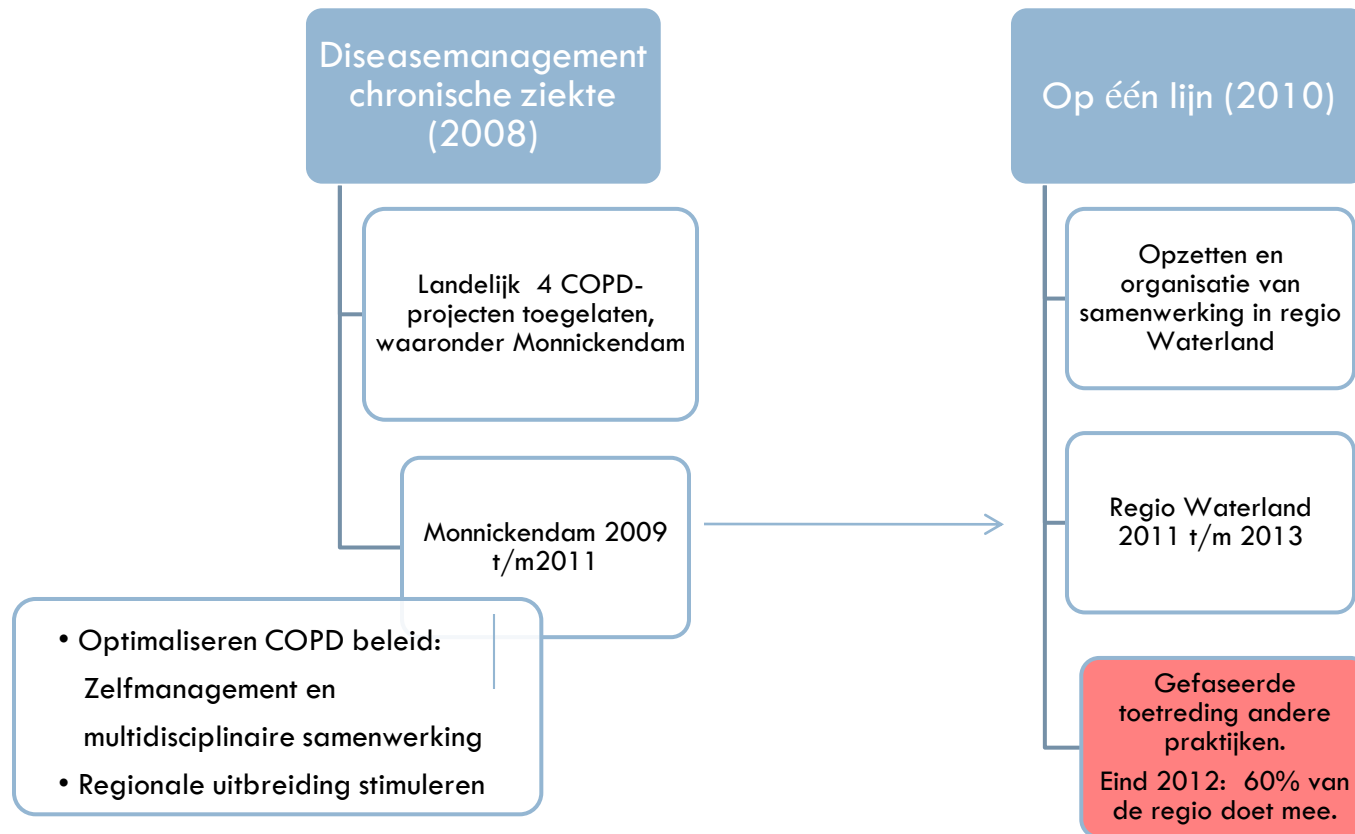 Diseasemanagement
chronische ziekte
(2008)
Landelijk 4 COPD-
projecten toegelaten,
waaronder Monnickendam
Monnickendam 2009
t/m2011
• Optimaliseren COPD beleid:
Zelfmanagement en
multidisciplinaire samenwerking
• Regionale uitbreiding stimuleren
Op één lijn (2010)
Opzetten en
organisatie van
samenwerking in regio
Waterland
Regio Waterland
2011 t/m 2013
Gefaseerde
toetreding andere
praktijken.
Eind 2012: 60% van
de regio doet mee.